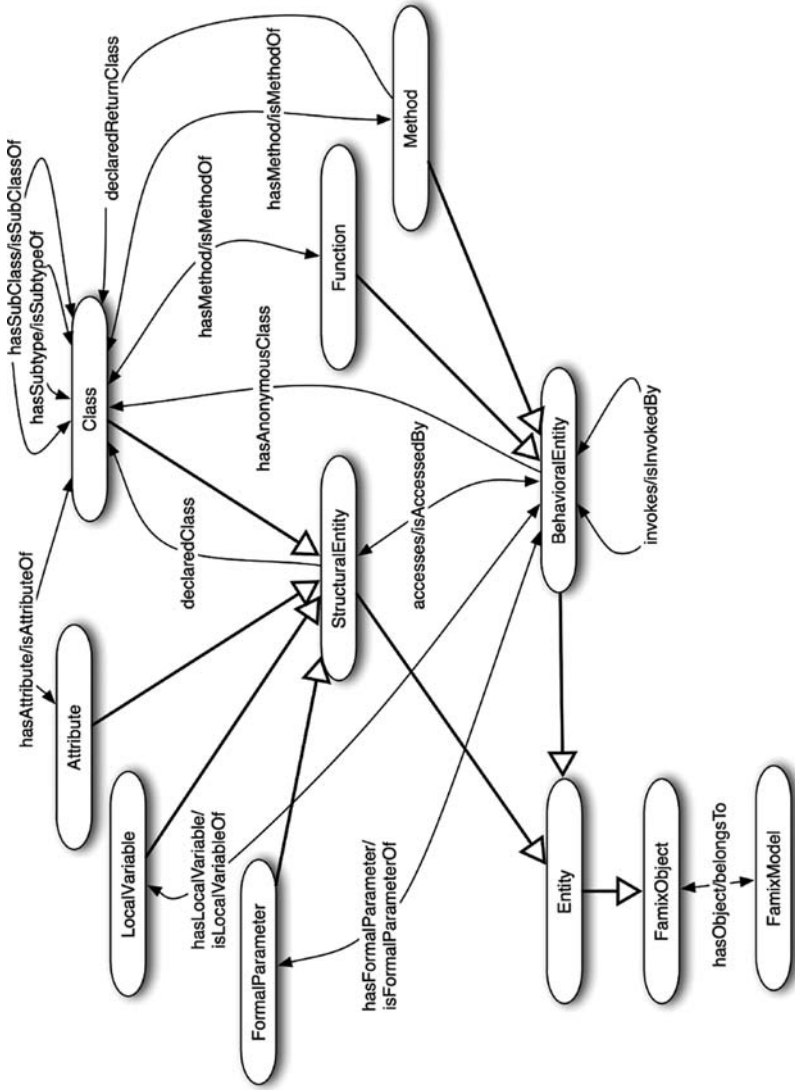 hasSubClass/isSubClassOf
hasAttribute/isAttributeOf
hasSubtype/isSubtypeOf
Attribute
Class
declaredReturnClass
LocalVariable
declaredClass
hasLocalVariable/
isLocalVariableOf
hasMethod/isMethodOf
FormalParameter
hasAnonymousClass
hasMethod/isMethodOf
StructuralEntity
Function
hasFormalParameter/
isFormalParameterOf
accesses/isAccessedBy
Method
Entity
BehavioralEntity
invokes/isInvokedBy
FamixObject
hasObject/belongsTo
FamixModel